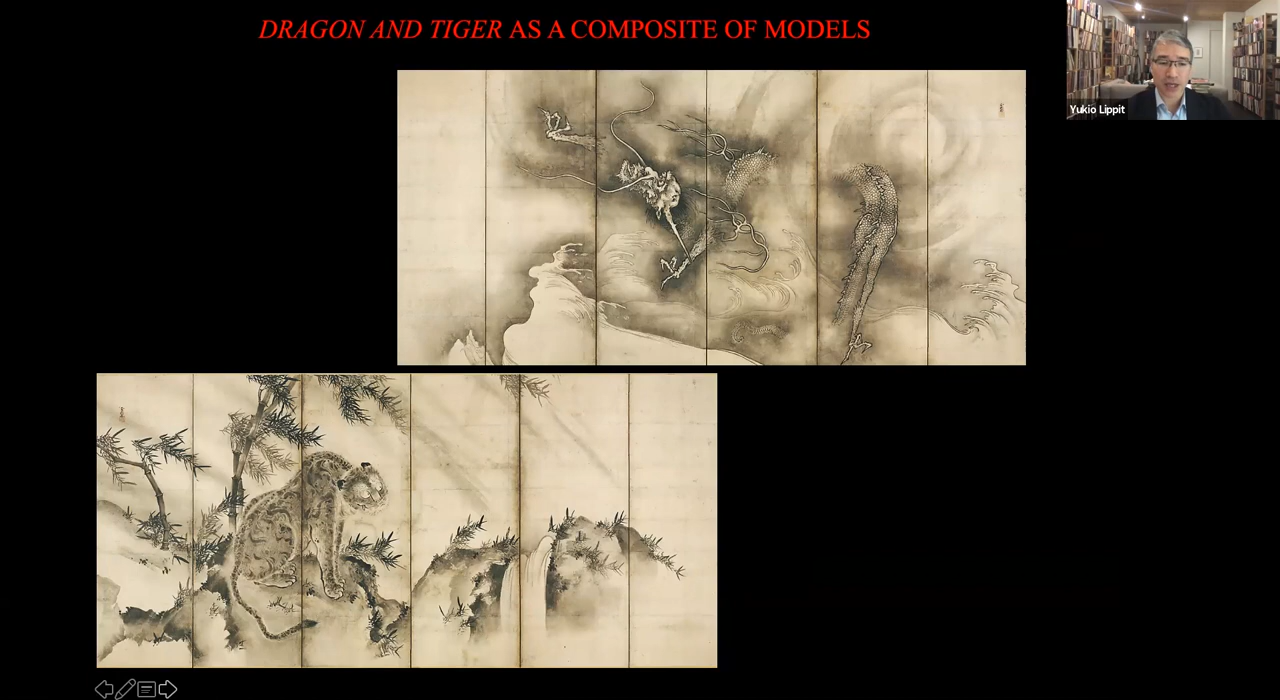 DRAGON AND TIGER AS A COMPOSITE OF MODELS
Yukio Lippit